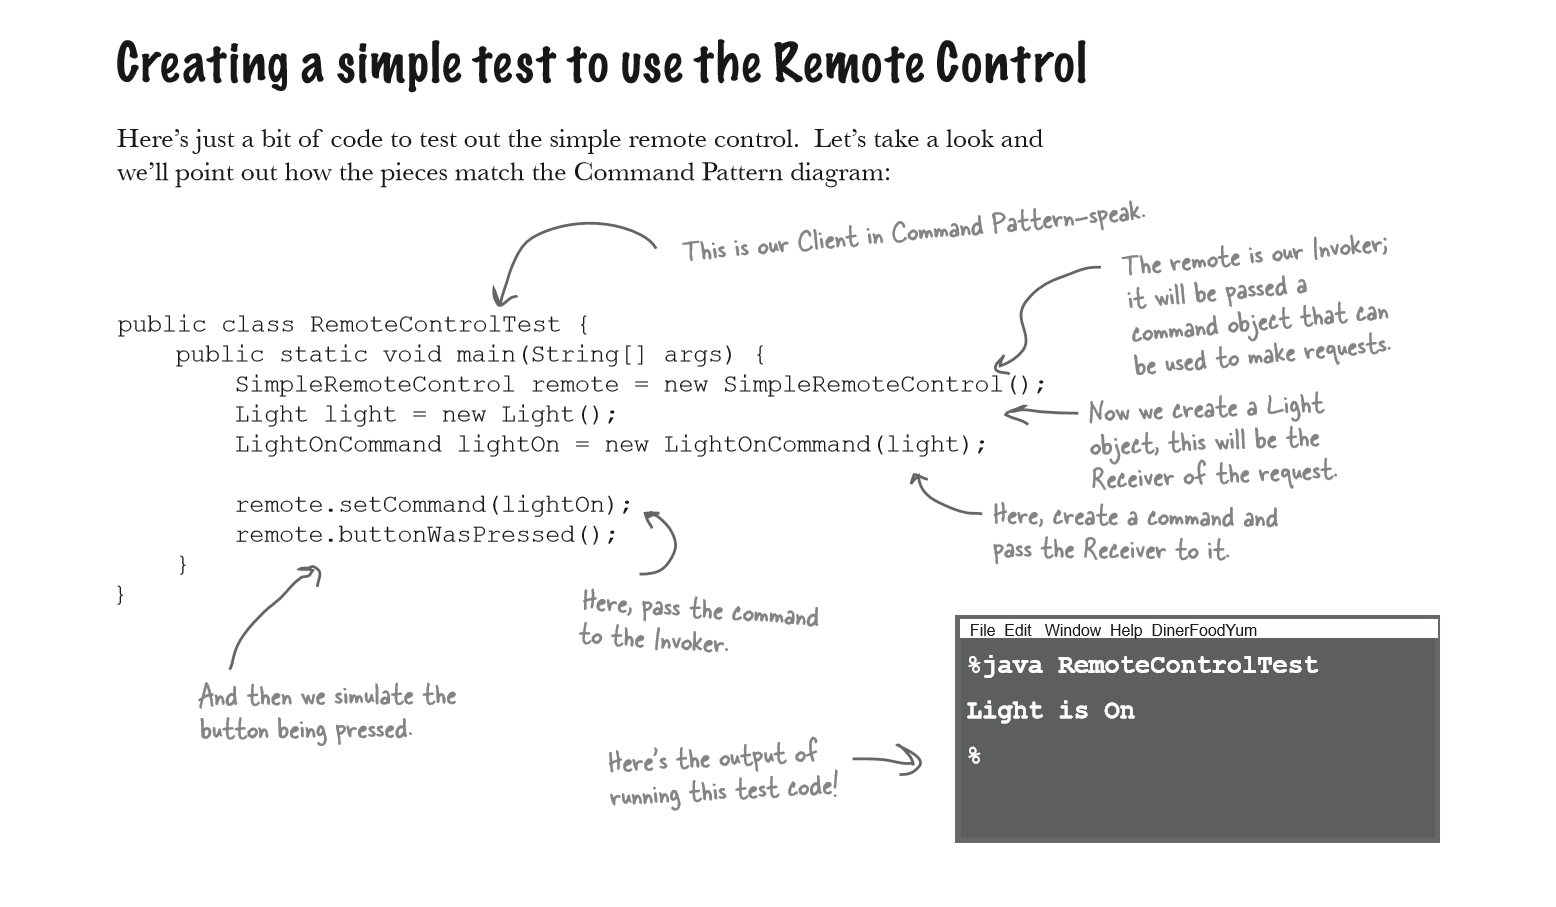 Creating a simple test to use the Remote Control
Here's just a bit of code to test out the simple remote control.  Let's take a look and
we'll point out how the pieces match the Command Pattern diagram:
This is our Client in Command Pattern-speak.
The remote is our Invoker;
it will be passed a
command object that can
be used to make requests.
public class RemoteControlTest {
    public static void main(String[] args) {
        SimpleRemoteControl remote = new SimpleRemoteControl();
        Light light = new Light();
        LightOnCommand lightOn = new LightOnCommand(light);
        remote.setCommand(lightOn);
        remote.buttonWasPressed();
    }
}
Now we create a Light
object, this will be the
Receiver of the request.
Here, create a command and
pass the Receiver to it.
Here, pass the command
to the Invoker.
And then we simulate the
button being pressed.
Here's the output of
running this test code!
File Edit  Window Help DinerFoodYum
%java RemoteControlTest
Light is On
%